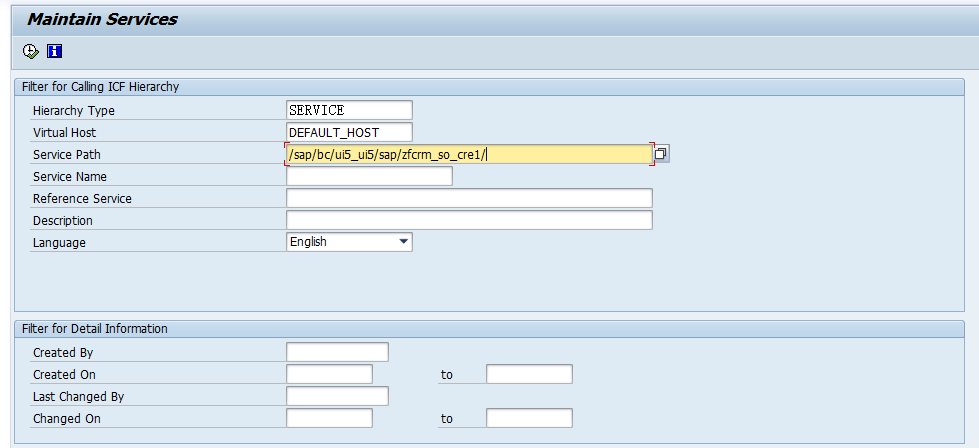 Maintain Services
Filter for Calling ICF Hierarchy
Hierarchy Type SERVICE
Virtual Host DEFAULT_HOST
Service Path /sap/bc/ui5_ui5/sap/zfcrm_so_cre1/
Service Name
Reference Service
Description
Language English
Filter for Detail Information
Created By
Created On to
Last Changed By
Changed On to